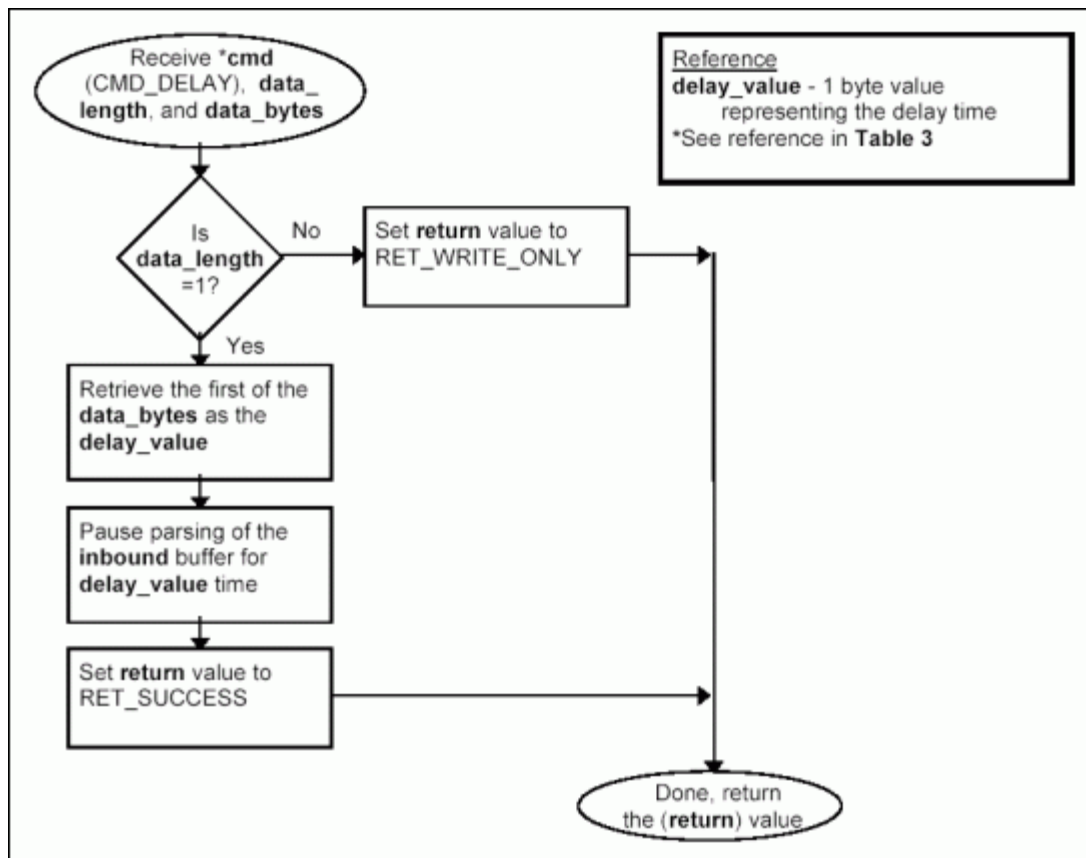 Receive *cmd
(CMD_DELAY), data_
length, and data_bytes
Reference
delay_value - 1 byte value
representing the delay time
*See reference in Table 3
Is
data_length
=1?
No
Set return value to
RET_WRITE_ONLY
Yes
Retrieve the first of the
data_bytes as the
delay_value
Pause parsing of the
inbound buffer for
delay_value time
Set return value to
RET_SUCCESS
Done, return
the (return) value